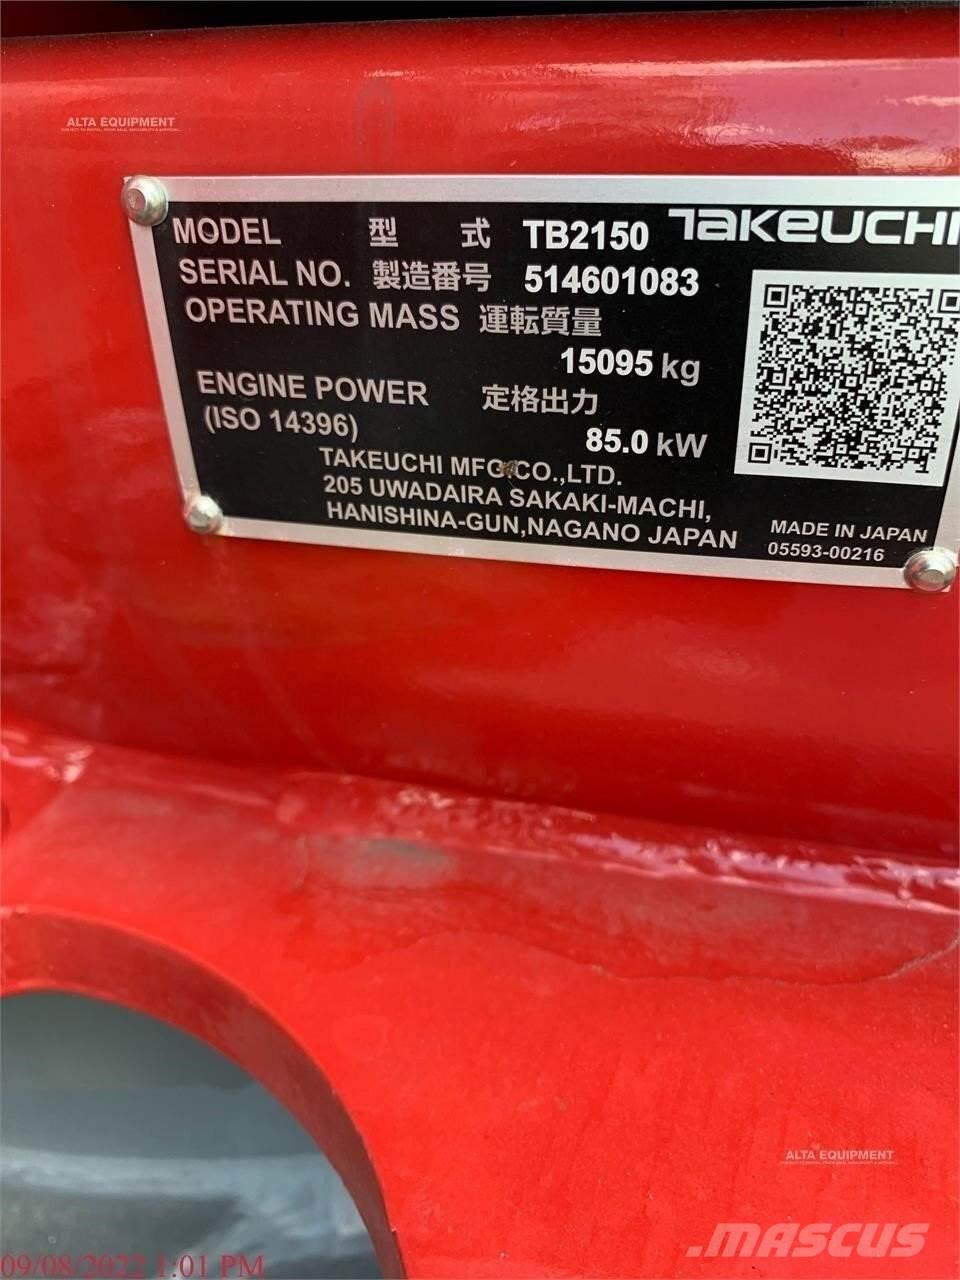 ALTA EQUIPMENT
MODEL 型 式 TB2150 TAKEUCHI
SERIAL NO. 製造番号 514601083
OPERATING MASS 運転質量
15095 kg
ENGINE POWER 定格出力
(ISO 14396)
85.0 kW
TAKEUCHI MFG CO.,LTD.
205 UWADAIRA SAKAKI-MACHI,
HANISHINA-GUN,NAGANO JAPAN
MADE IN JAPAN
05593-00216
ALTA EQUIPMENT
MASCUS
09/08/2022 1:01 PM